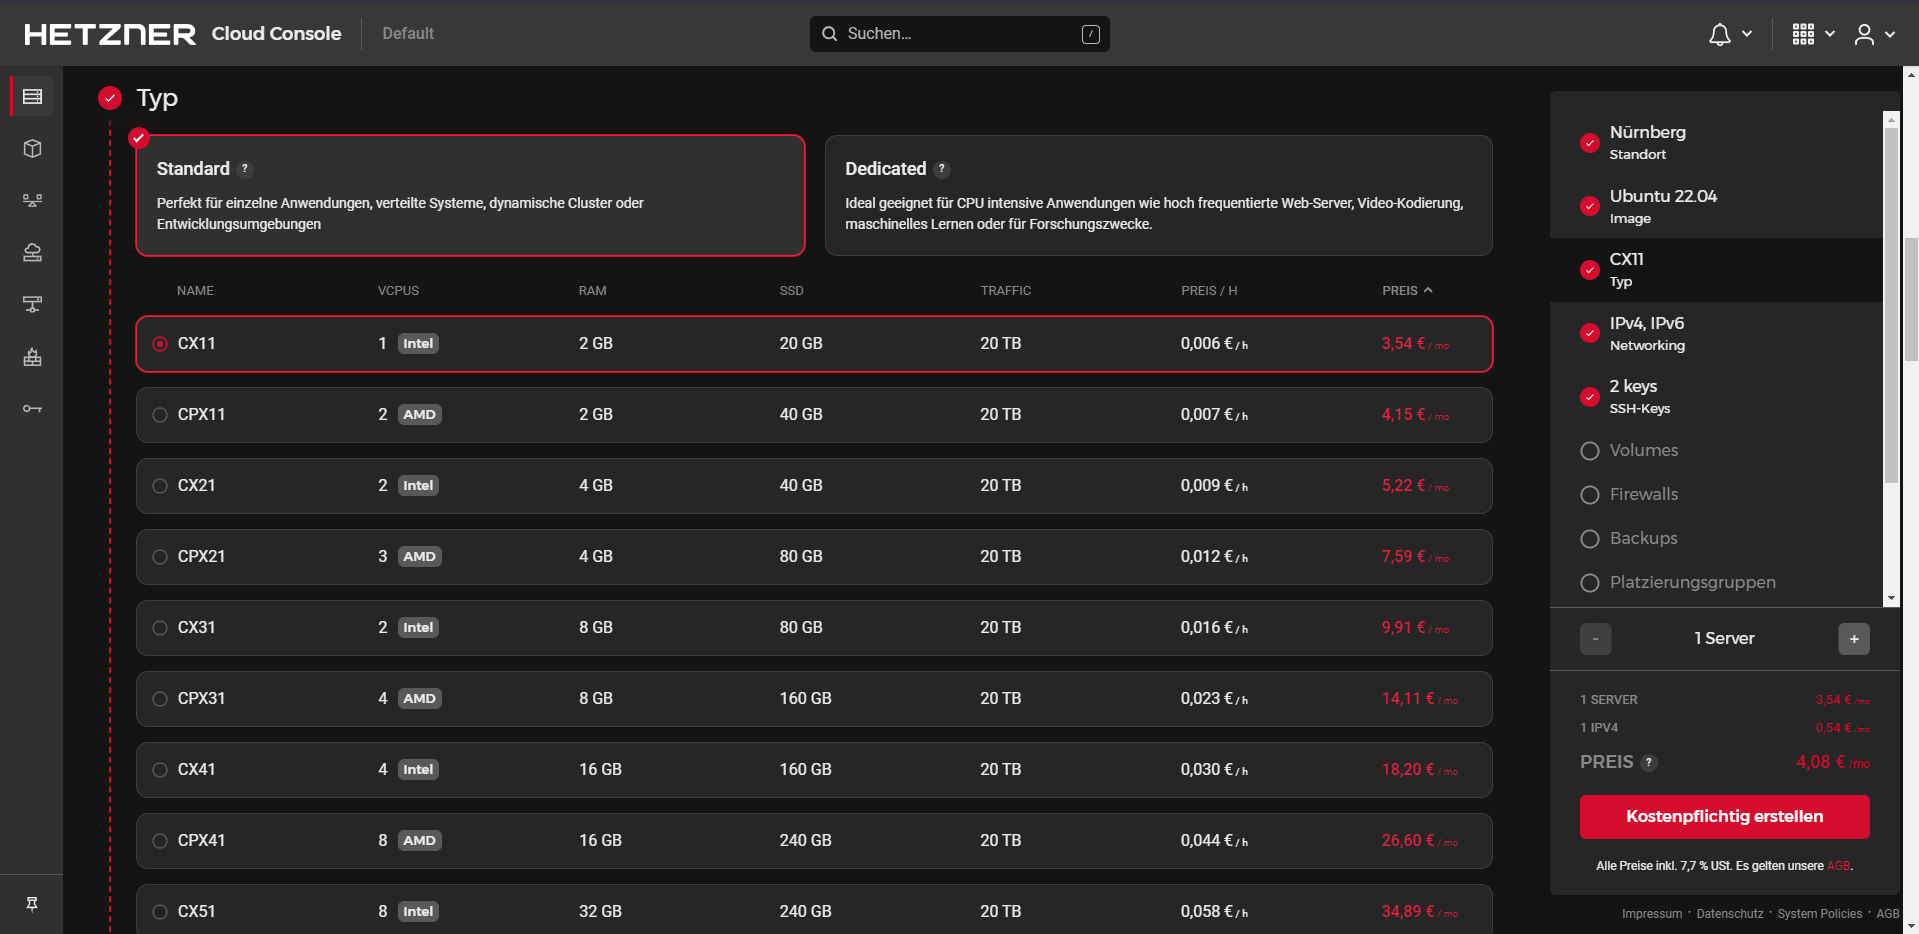 HETZNER Cloud Console Default Suchen... /
Typ
Standard ?
Perfekt für einzelne Anwendungen, verteilte Systeme, dynamische Cluster oder
Entwicklungsumgebungen
Dedicated ?
Ideal geeignet für CPU intensive Anwendungen wie hoch frequentierte Web-Server, Video-Kodierung,
maschinelles Lernen oder für Forschungszwecke.
NAME VCPUS RAM SSD TRAFFIC PREIS / H PREIS
CX11 1 Intel 2 GB 20 GB 20 TB 0,006 € / h 3,54 € / mo
CPX11 2 AMD 2 GB 40 GB 20 TB 0,007 € / h 4,15 € / mo
CX21 2 Intel 4 GB 40 GB 20 TB 0,009 € / h 5,22 € / mo
CPX21 3 AMD 4 GB 80 GB 20 TB 0,012 € / h 7,59 € / mo
CX31 2 Intel 8 GB 80 GB 20 TB 0,016 € / h 9,91 € / mo
CPX31 4 AMD 8 GB 160 GB 20 TB 0,023 € / h 14,11 € / mo
CX41 4 Intel 16 GB 160 GB 20 TB 0,030 € / h 18,20 € / mo
CPX41 8 AMD 16 GB 240 GB 20 TB 0,044 € / h 26,60 € / mo
CX51 8 Intel 32 GB 240 GB 20 TB 0,058 € / h 34,89 € / mo
Nürnberg
Standort
Ubuntu 22.04
Image
CX11
Typ
IPv4, IPv6
Networking
2 keys
SSH-Keys
Volumes
Firewalls
Backups
Platzierungsgruppen
- 1 Server +
1 SERVER 3,54 € /mo
1 IPV4 0,54 € /mo
PREIS ? 4,08 € /mo
Kostenpflichtig erstellen
Alle Preise inkl. 7,7 % USt. Es gelten unsere AGB.
Impressum · Datenschutz · System Policies · AGB